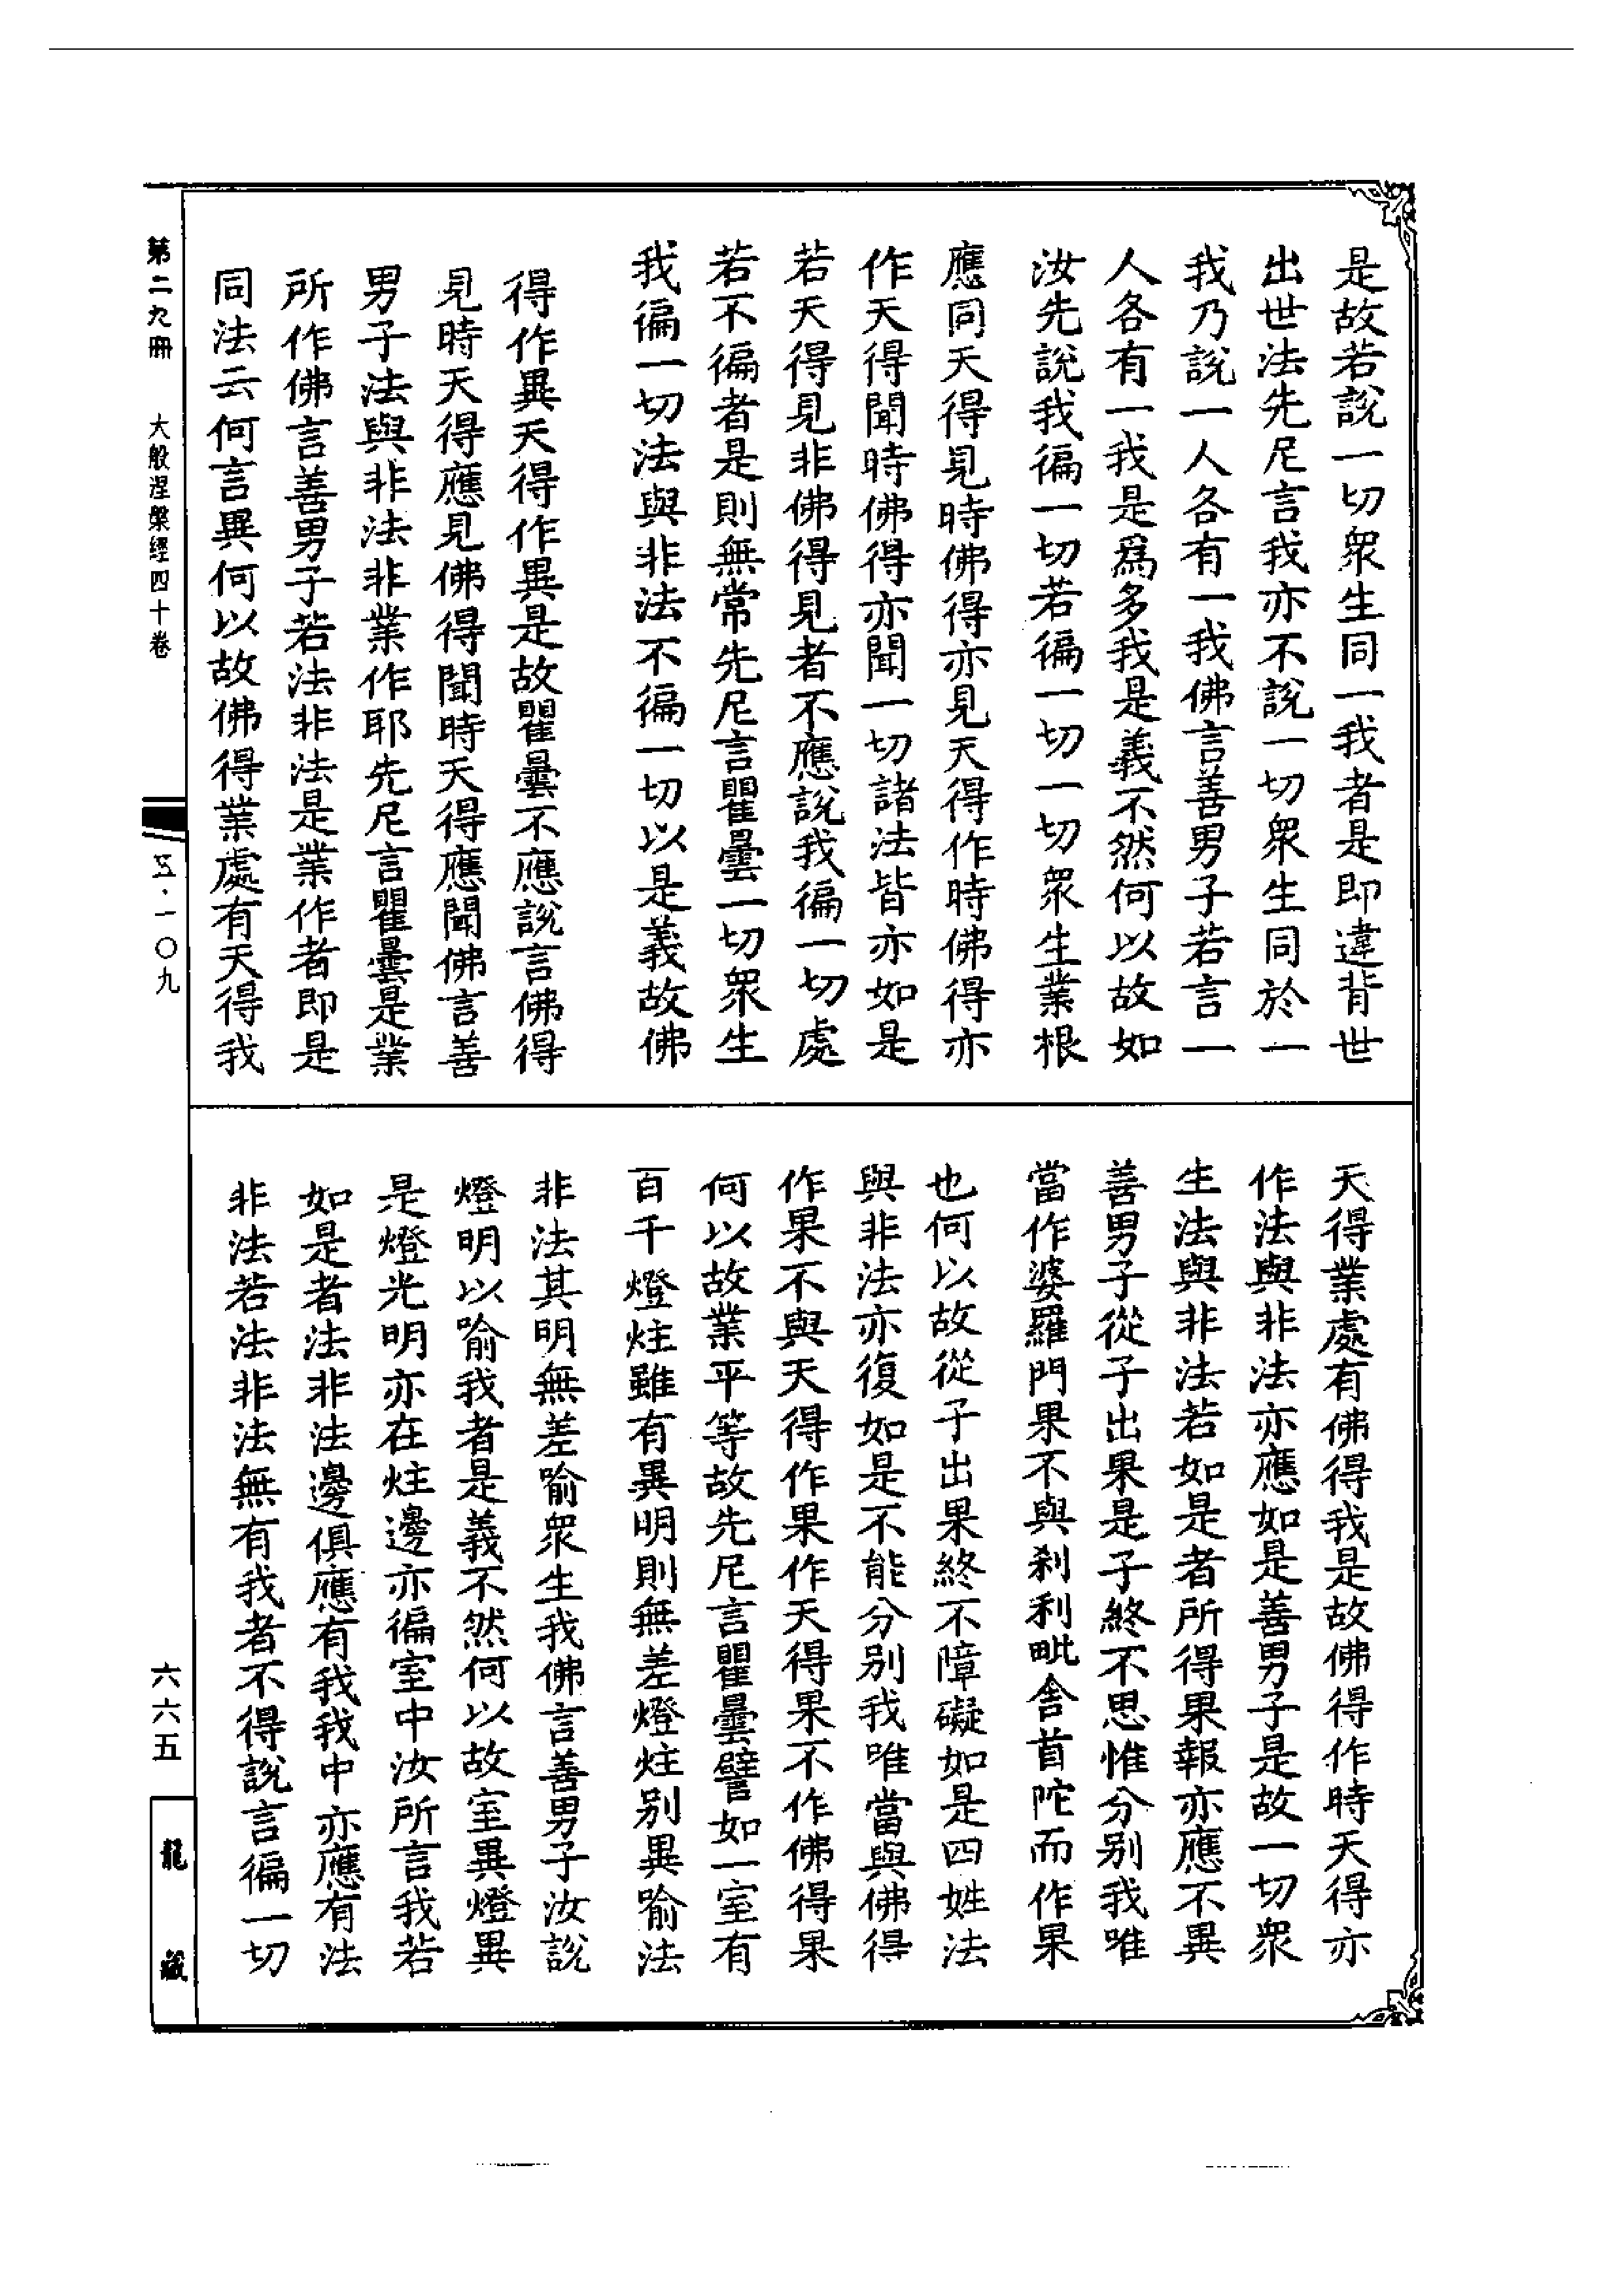 是故若說一切衆生同一我者是即違背世
出世法先尼言我亦不說一切衆生同於一
我乃說一人各有一我佛言善男子若言一
人各有一我是爲多我是義不然何以故如
汝先說我徧一切若徧一切一切衆生業根
應同天得見時佛得亦見天得作時佛得亦
作天得聞時佛得亦聞一切諸法皆亦如是
若天得見非佛得見者不應說我徧一切處
若不徧者是則無常先尼言瞿曇一切衆生
我徧一切法與非法不徧一切以是義故佛
得作異天得作異是故瞿曇不應說言佛得
見時天得應見佛得聞時天得應聞佛言善
男子法與非法非業作耶先尼言瞿曇是業
所作佛言善男子若法非法是業作者即是
同法云何言異何以故佛得業處有天得我
天得業處有佛得我是故佛得作時天得亦
作法與非法亦應如是善男子是故一切衆
生法與非法若如是者所得果報亦應不異
善男子從子出果是子終不思惟分別我唯
當作婆羅門果不與刹利毗舍首陀而作果
也何以故從子出果終不障礙如是四姓法
與非法亦復如是不能分別我唯當與佛得
作果不與天得作果作天得果不作佛得果
何以故業平等故先尼言瞿曇譬如一室有
百千燈炷雖有異明則無差燈炷別異喻法
非法其明無差喻衆生我佛言善男子汝說
燈明以喻我者是義不然何以故室異燈異
是燈光明亦在炷邊亦徧室中汝所言我若
如是者法非法邊俱應有我我中亦應有法
非法若法非法無有我者不得說言徧一切
第二九冊　大般涅槃經四十卷
五·一〇九
六六五
龍藏